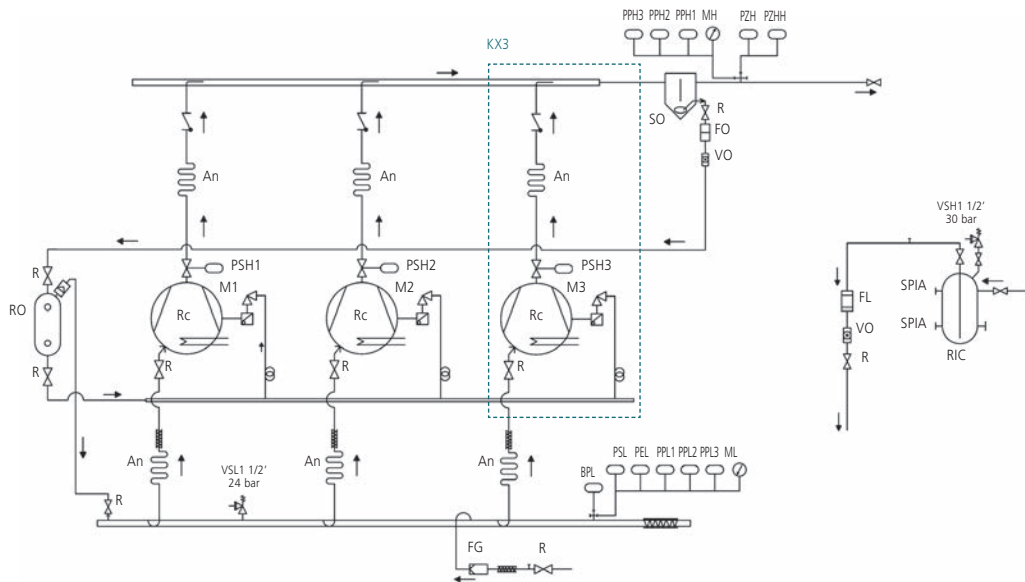 PPH3 PPH2 PPH1 MH PZH PZHH
KX3
SO
R
FO
VO
An An An
VSH1 1/2'
30 bar
PSH1 PSH2 PSH3
R
M1 M2 M3
RO
Rc Rc Rc
FL
SPIA
VO
SPIA
R
RIC
R
R R R
An An An
VSL1 1/2'
24 bar
PSL PEL PPL1 PPL2 PPL3 ML
BPL
R
FG R